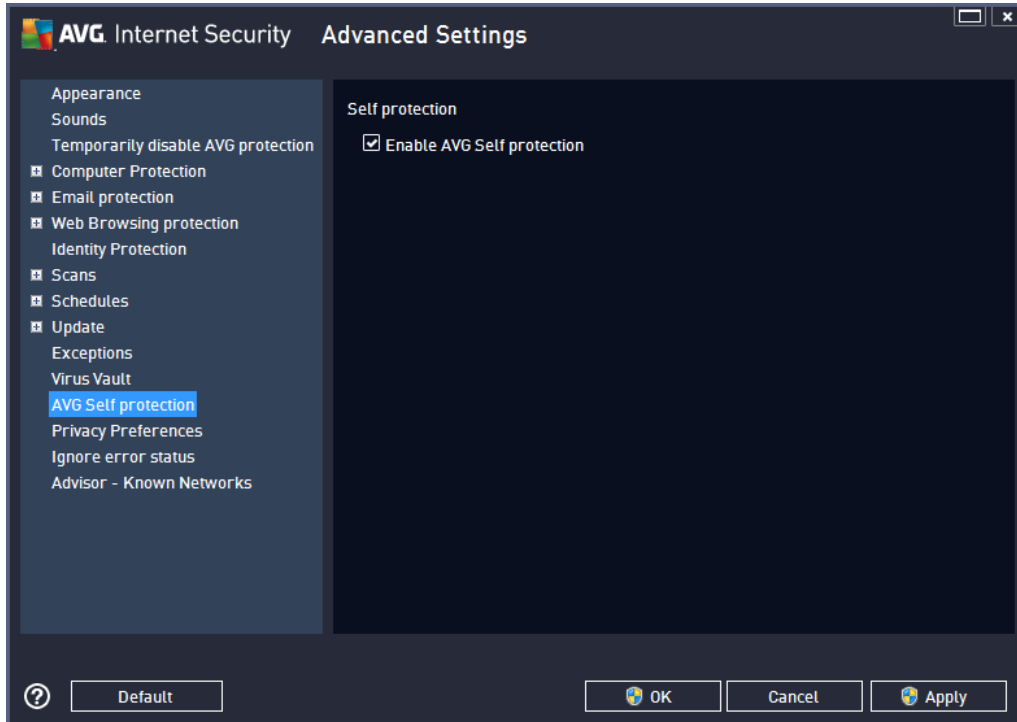 AVG. Internet Security Advanced Settings
Appearance
Sounds
Temporarily disable AVG protection
Computer Protection
Email protection
Web Browsing protection
Identity Protection
Scans
Schedules
Update
Exceptions
Virus Vault
AVG Self protection
Privacy Preferences
Ignore error status
Advisor - Known Networks
Self protection
Enable AVG Self protection
? Default OK Cancel Apply